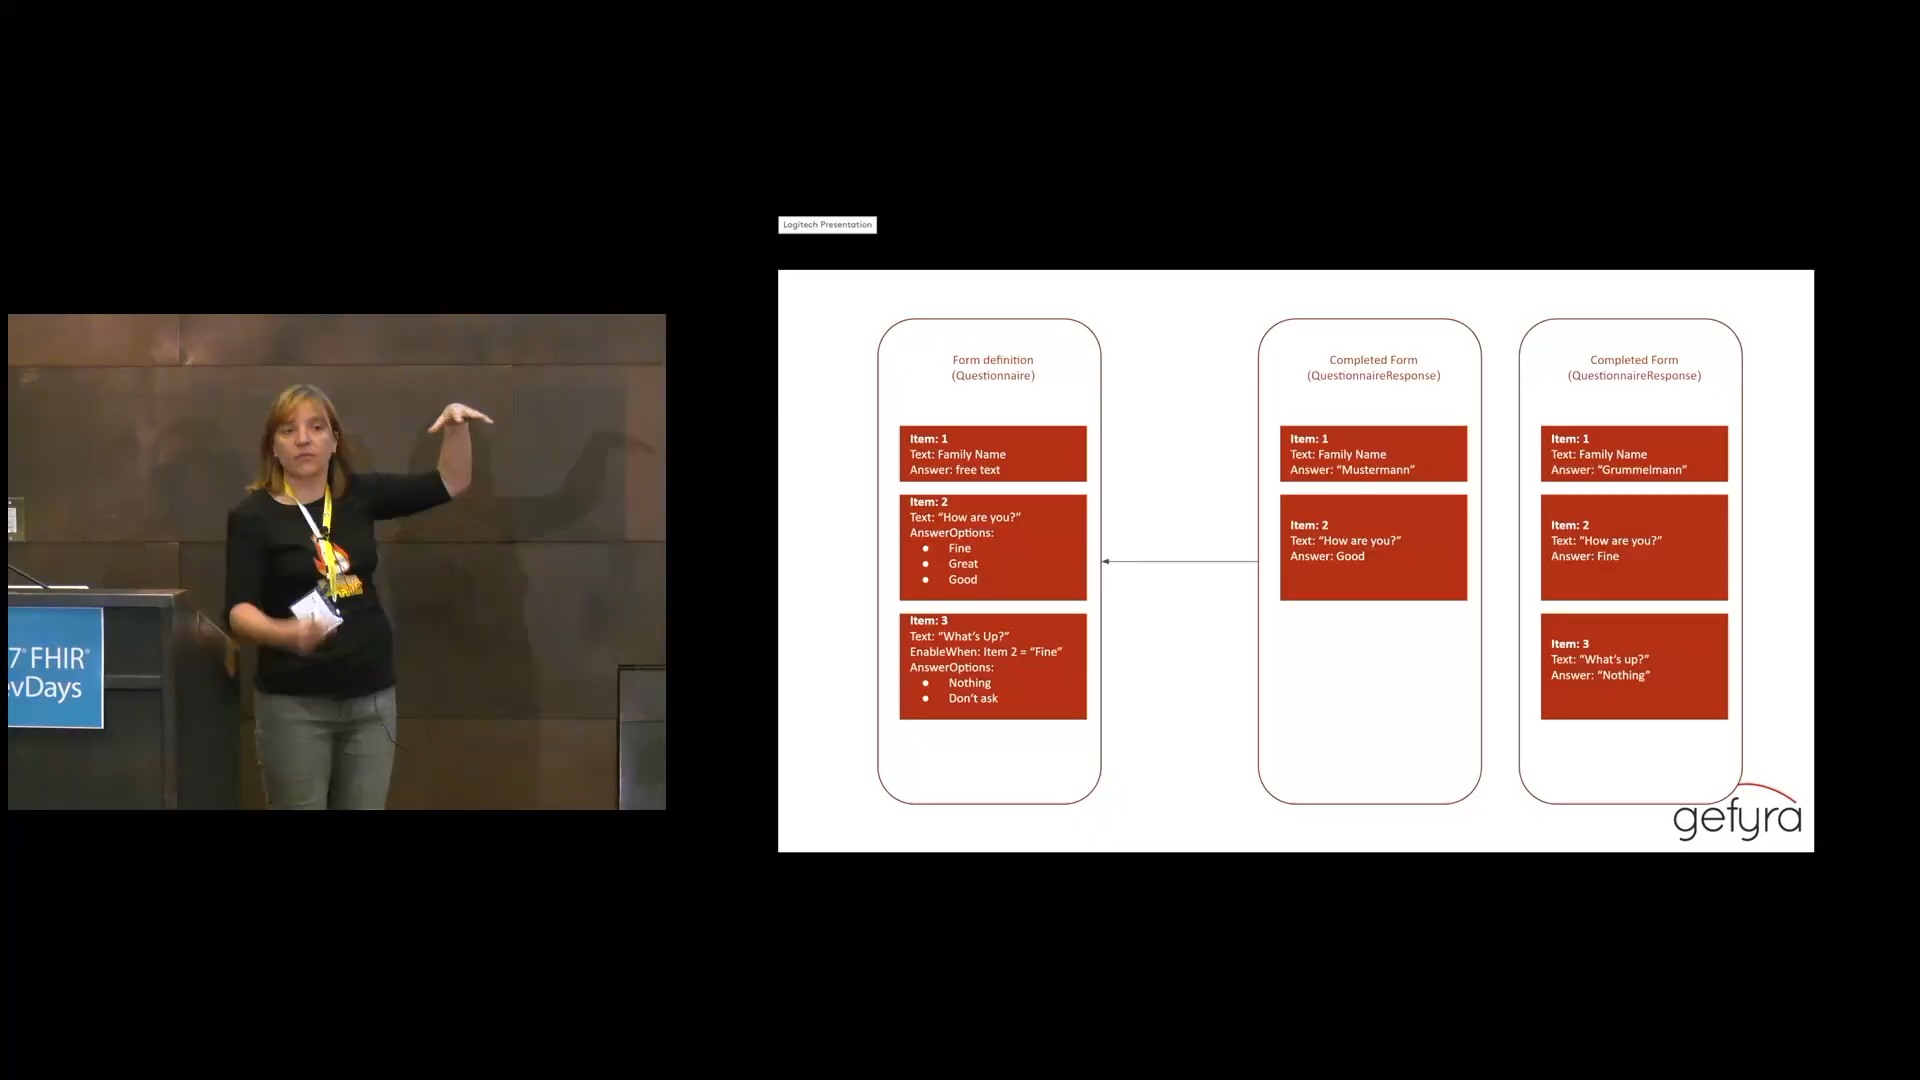 Logitech Presentation
7® FHIR®
evDays
Form definition
(Questionnaire)
Item: 1
Text: Family Name
Answer: free text
Item: 2
Text: “How are you?”
AnswerOptions:
● Fine
● Great
● Good
Item: 3
Text: “What’s Up?”
EnableWhen: Item 2 = “Fine”
AnswerOptions:
● Nothing
● Don’t ask
Completed Form
(QuestionnaireResponse)
Item: 1
Text: Family Name
Answer: “Mustermann”
Item: 2
Text: “How are you?”
Answer: Good
Completed Form
(QuestionnaireResponse)
Item: 1
Text: Family Name
Answer: “Grummelmann”
Item: 2
Text: “How are you?”
Answer: Fine
Item: 3
Text: “What’s up?”
Answer: “Nothing”
gefyra